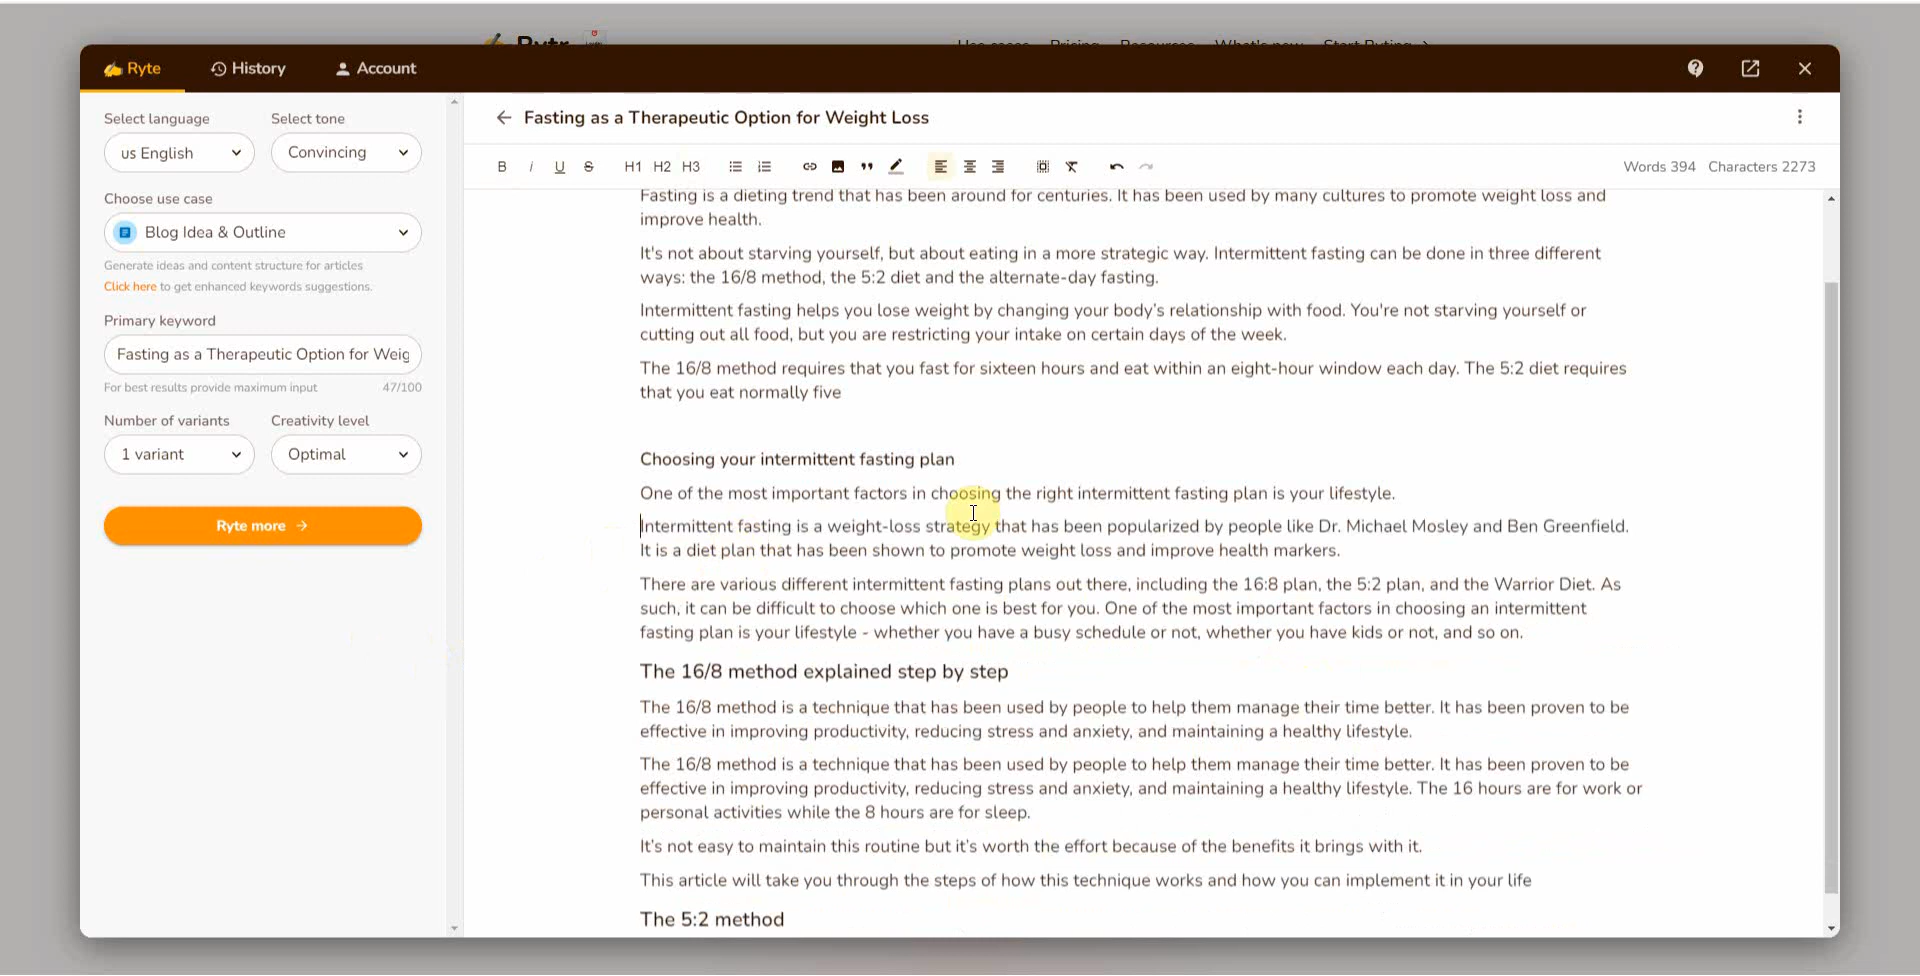 Ryte
History
Account
Select language
Select tone
us English
Convincing
Choose use case
Blog Idea & Outline
Generate ideas and content structure for articles
Click here to get enhanced keywords suggestions.
Primary keyword
Fasting as a Therapeutic Option for Weig
For best results provide maximum input 47/100
Number of variants
Creativity level
1 variant
Optimal
Ryte more →
Fasting as a Therapeutic Option for Weight Loss
B I U S H1 H2 H3
Words 394 Characters 2273
Fasting is a dieting trend that has been around for centuries. It has been used by many cultures to promote weight loss and
improve health.
It's not about starving yourself, but about eating in a more strategic way. Intermittent fasting can be done in three different
ways: the 16/8 method, the 5:2 diet and the alternate-day fasting.
Intermittent fasting helps you lose weight by changing your body's relationship with food. You're not starving yourself or
cutting out all food, but you are restricting your intake on certain days of the week.
The 16/8 method requires that you fast for sixteen hours and eat within an eight-hour window each day. The 5:2 diet requires
that you eat normally five
Choosing your intermittent fasting plan
One of the most important factors in choosing the right intermittent fasting plan is your lifestyle.
Intermittent fasting is a weight-loss strategy that has been popularized by people like Dr. Michael Mosley and Ben Greenfield.
It is a diet plan that has been shown to promote weight loss and improve health markers.
There are various different intermittent fasting plans out there, including the 16:8 plan, the 5:2 plan, and the Warrior Diet. As
such, it can be difficult to choose which one is best for you. One of the most important factors in choosing an intermittent
fasting plan is your lifestyle - whether you have a busy schedule or not, whether you have kids or not, and so on.
The 16/8 method explained step by step
The 16/8 method is a technique that has been used by people to help them manage their time better. It has been proven to be
effective in improving productivity, reducing stress and anxiety, and maintaining a healthy lifestyle.
The 16/8 method is a technique that has been used by people to help them manage their time better. It has been proven to be
effective in improving productivity, reducing stress and anxiety, and maintaining a healthy lifestyle. The 16 hours are for work or
personal activities while the 8 hours are for sleep.
It's not easy to maintain this routine but it's worth the effort because of the benefits it brings with it.
This article will take you through the steps of how this technique works and how you can implement it in your life
The 5:2 method